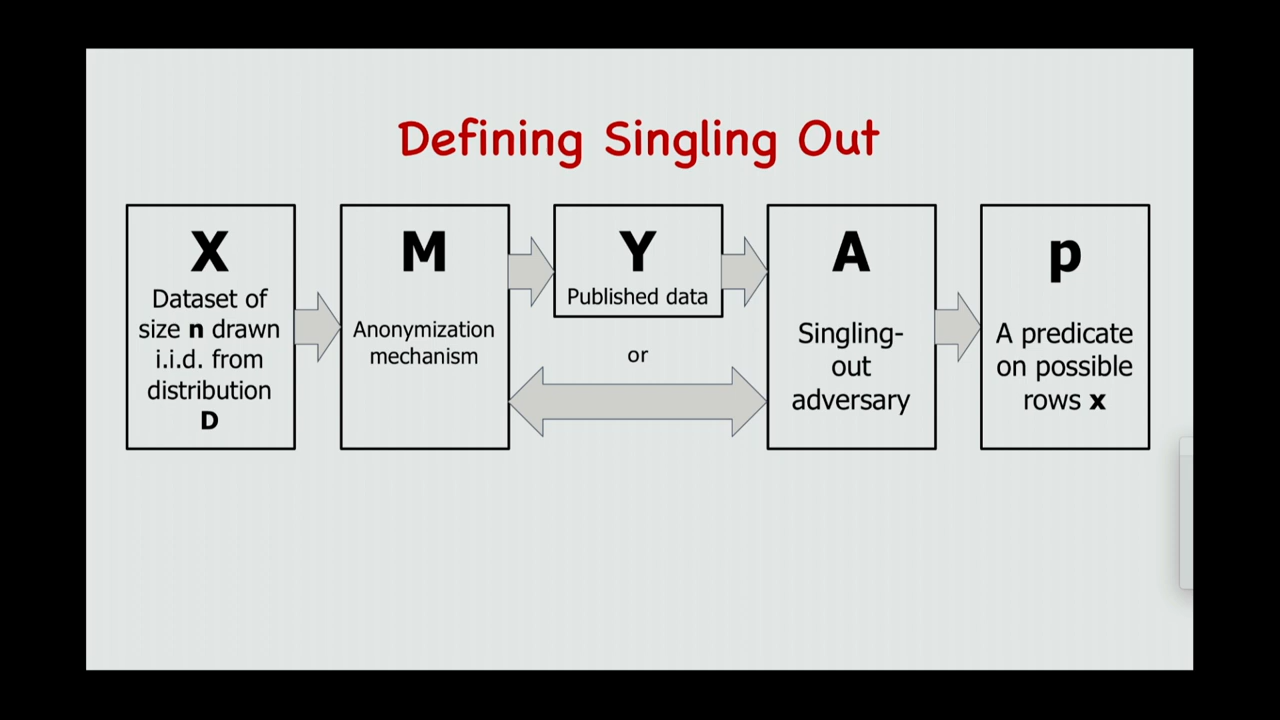 Defining Singling Out
X
Dataset of
size n drawn
i.i.d. from
distribution
D
M
Anonymization
mechanism
Y
Published data
or
A
Singling-
out
adversary
p
A predicate
on possible
rows x